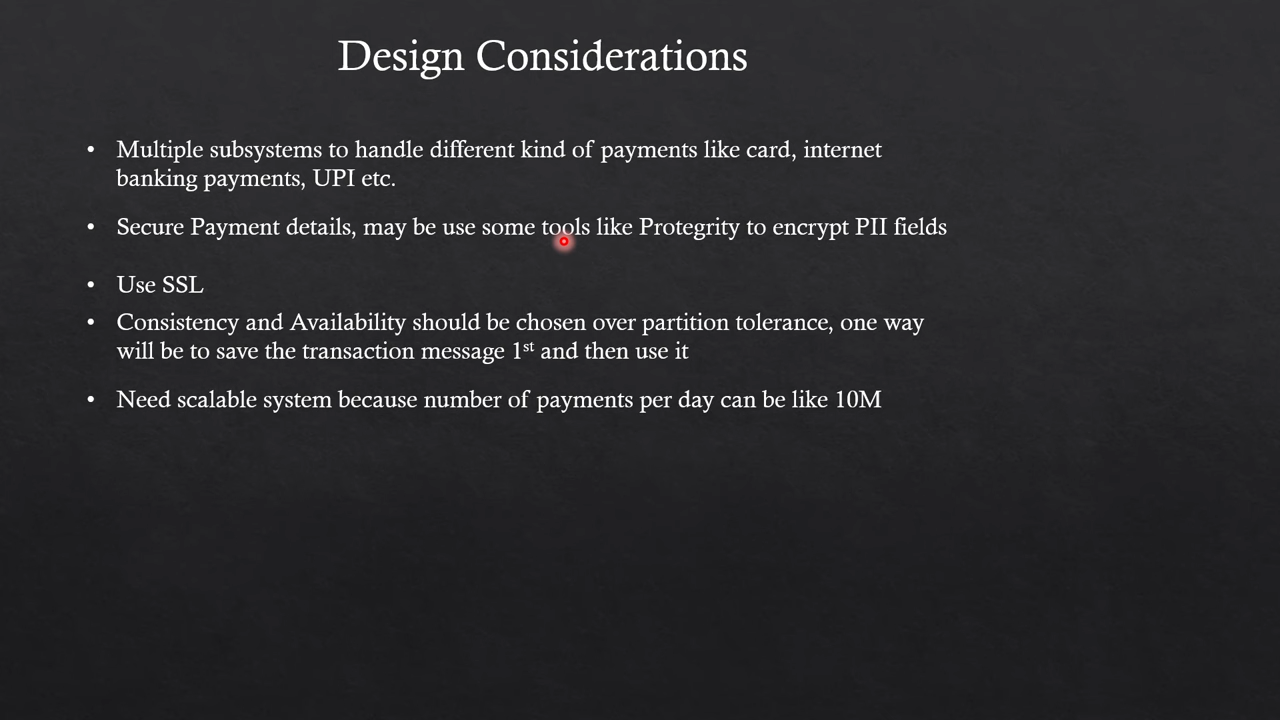 Design Considerations
• Multiple subsystems to handle different kind of payments like card, internet
banking payments, UPI etc.
• Secure Payment details, may be use some tools like Protegrity to encrypt PII fields
• Use SSL
• Consistency and Availability should be chosen over partition tolerance, one way
will be to save the transaction message 1st and then use it
• Need scalable system because number of payments per day can be like 10M